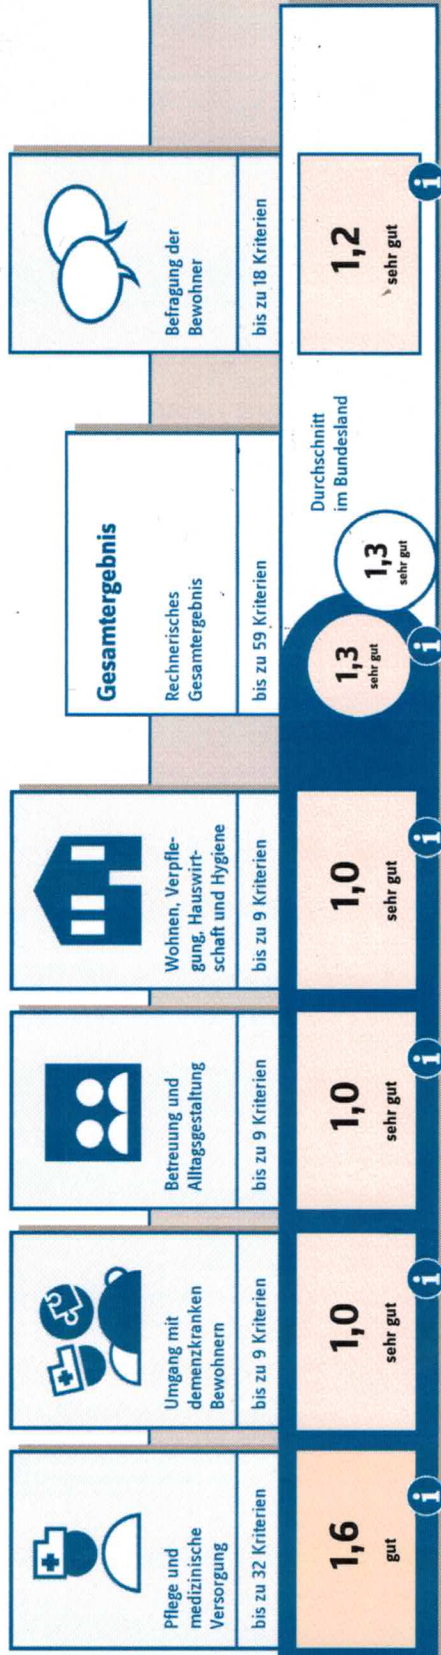 Pflege und
medizinische
Versorgung
bis zu 32 Kriterien
1,6
gut
i
Umgang mit
demenzkranken
Bewohnern
bis zu 9 Kriterien
1,0
sehr gut
i
Betreuung und
Alltagsgestaltung
bis zu 9 Kriterien
1,0
sehr gut
i
Wohnen, Verpfle-
gung, Hauswirt-
schaft und Hygiene
bis zu 9 Kriterien
1,0
sehr gut
i
Gesamtergebnis
Rechnerisches
Gesamtergebnis
bis zu 59 Kriterien
1,3
sehr gut
i
Durchschnitt
im Bundesland
1,3
sehr gut
Befragung der
Bewohner
bis zu 18 Kriterien
1,2
sehr gut
i